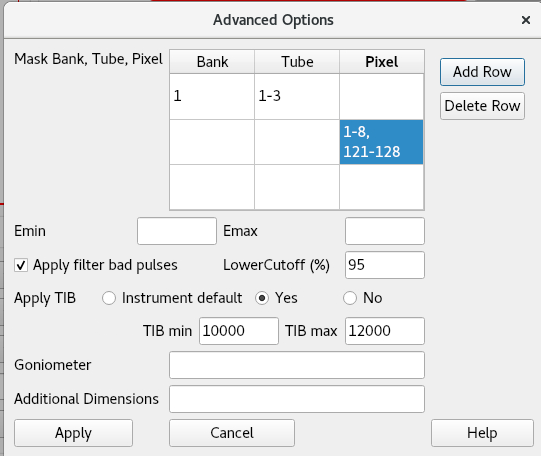 Advanced Options ×
Mask Bank, Tube, Pixel
Bank Tube Pixel
Add Row
1 1-3
Delete Row
1-8,
121-128
Emin Emax
Apply filter bad pulses LowerCutoff (%) 95
Apply TIB Instrument default Yes No
TIB min 10000 TIB max 12000
Goniometer
Additional Dimensions
Apply Cancel Help